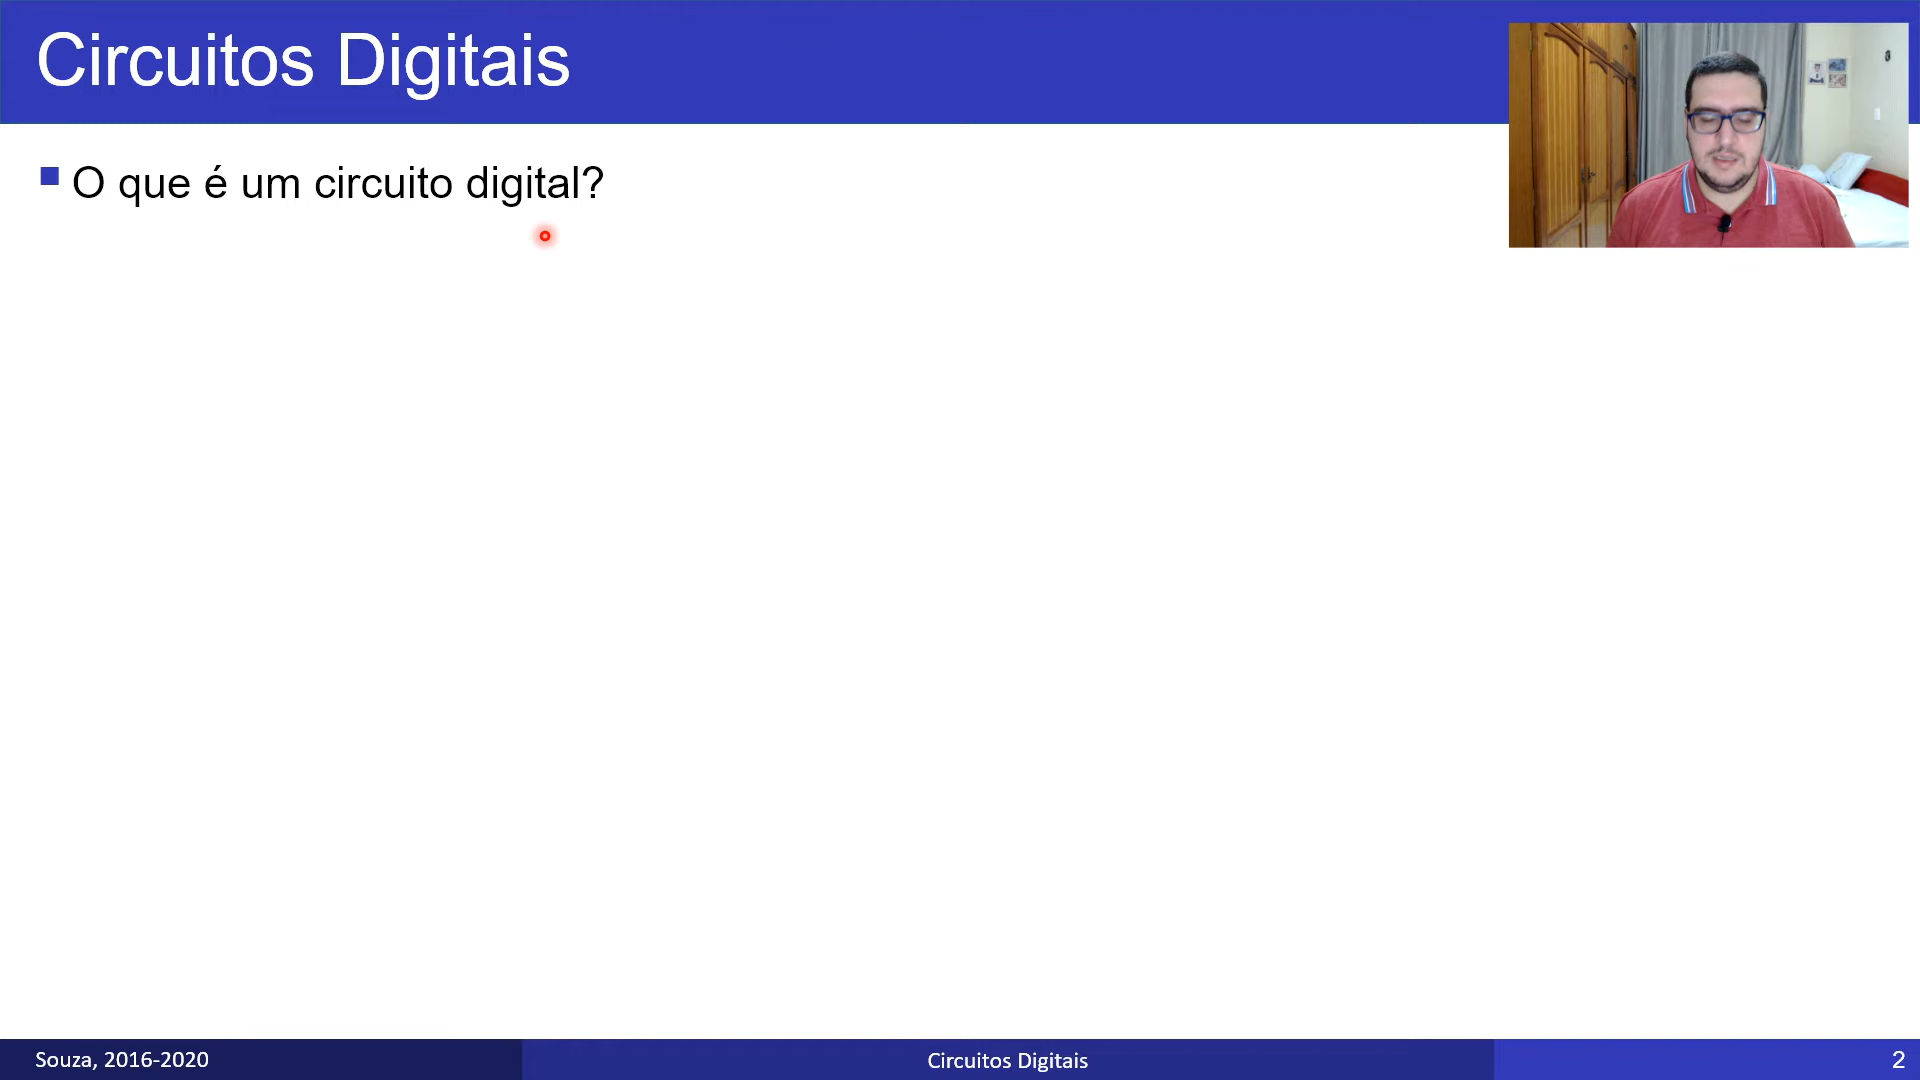 Circuitos Digitais
O que é um circuito digital?
Souza, 2016-2020
Circuitos Digitais
2